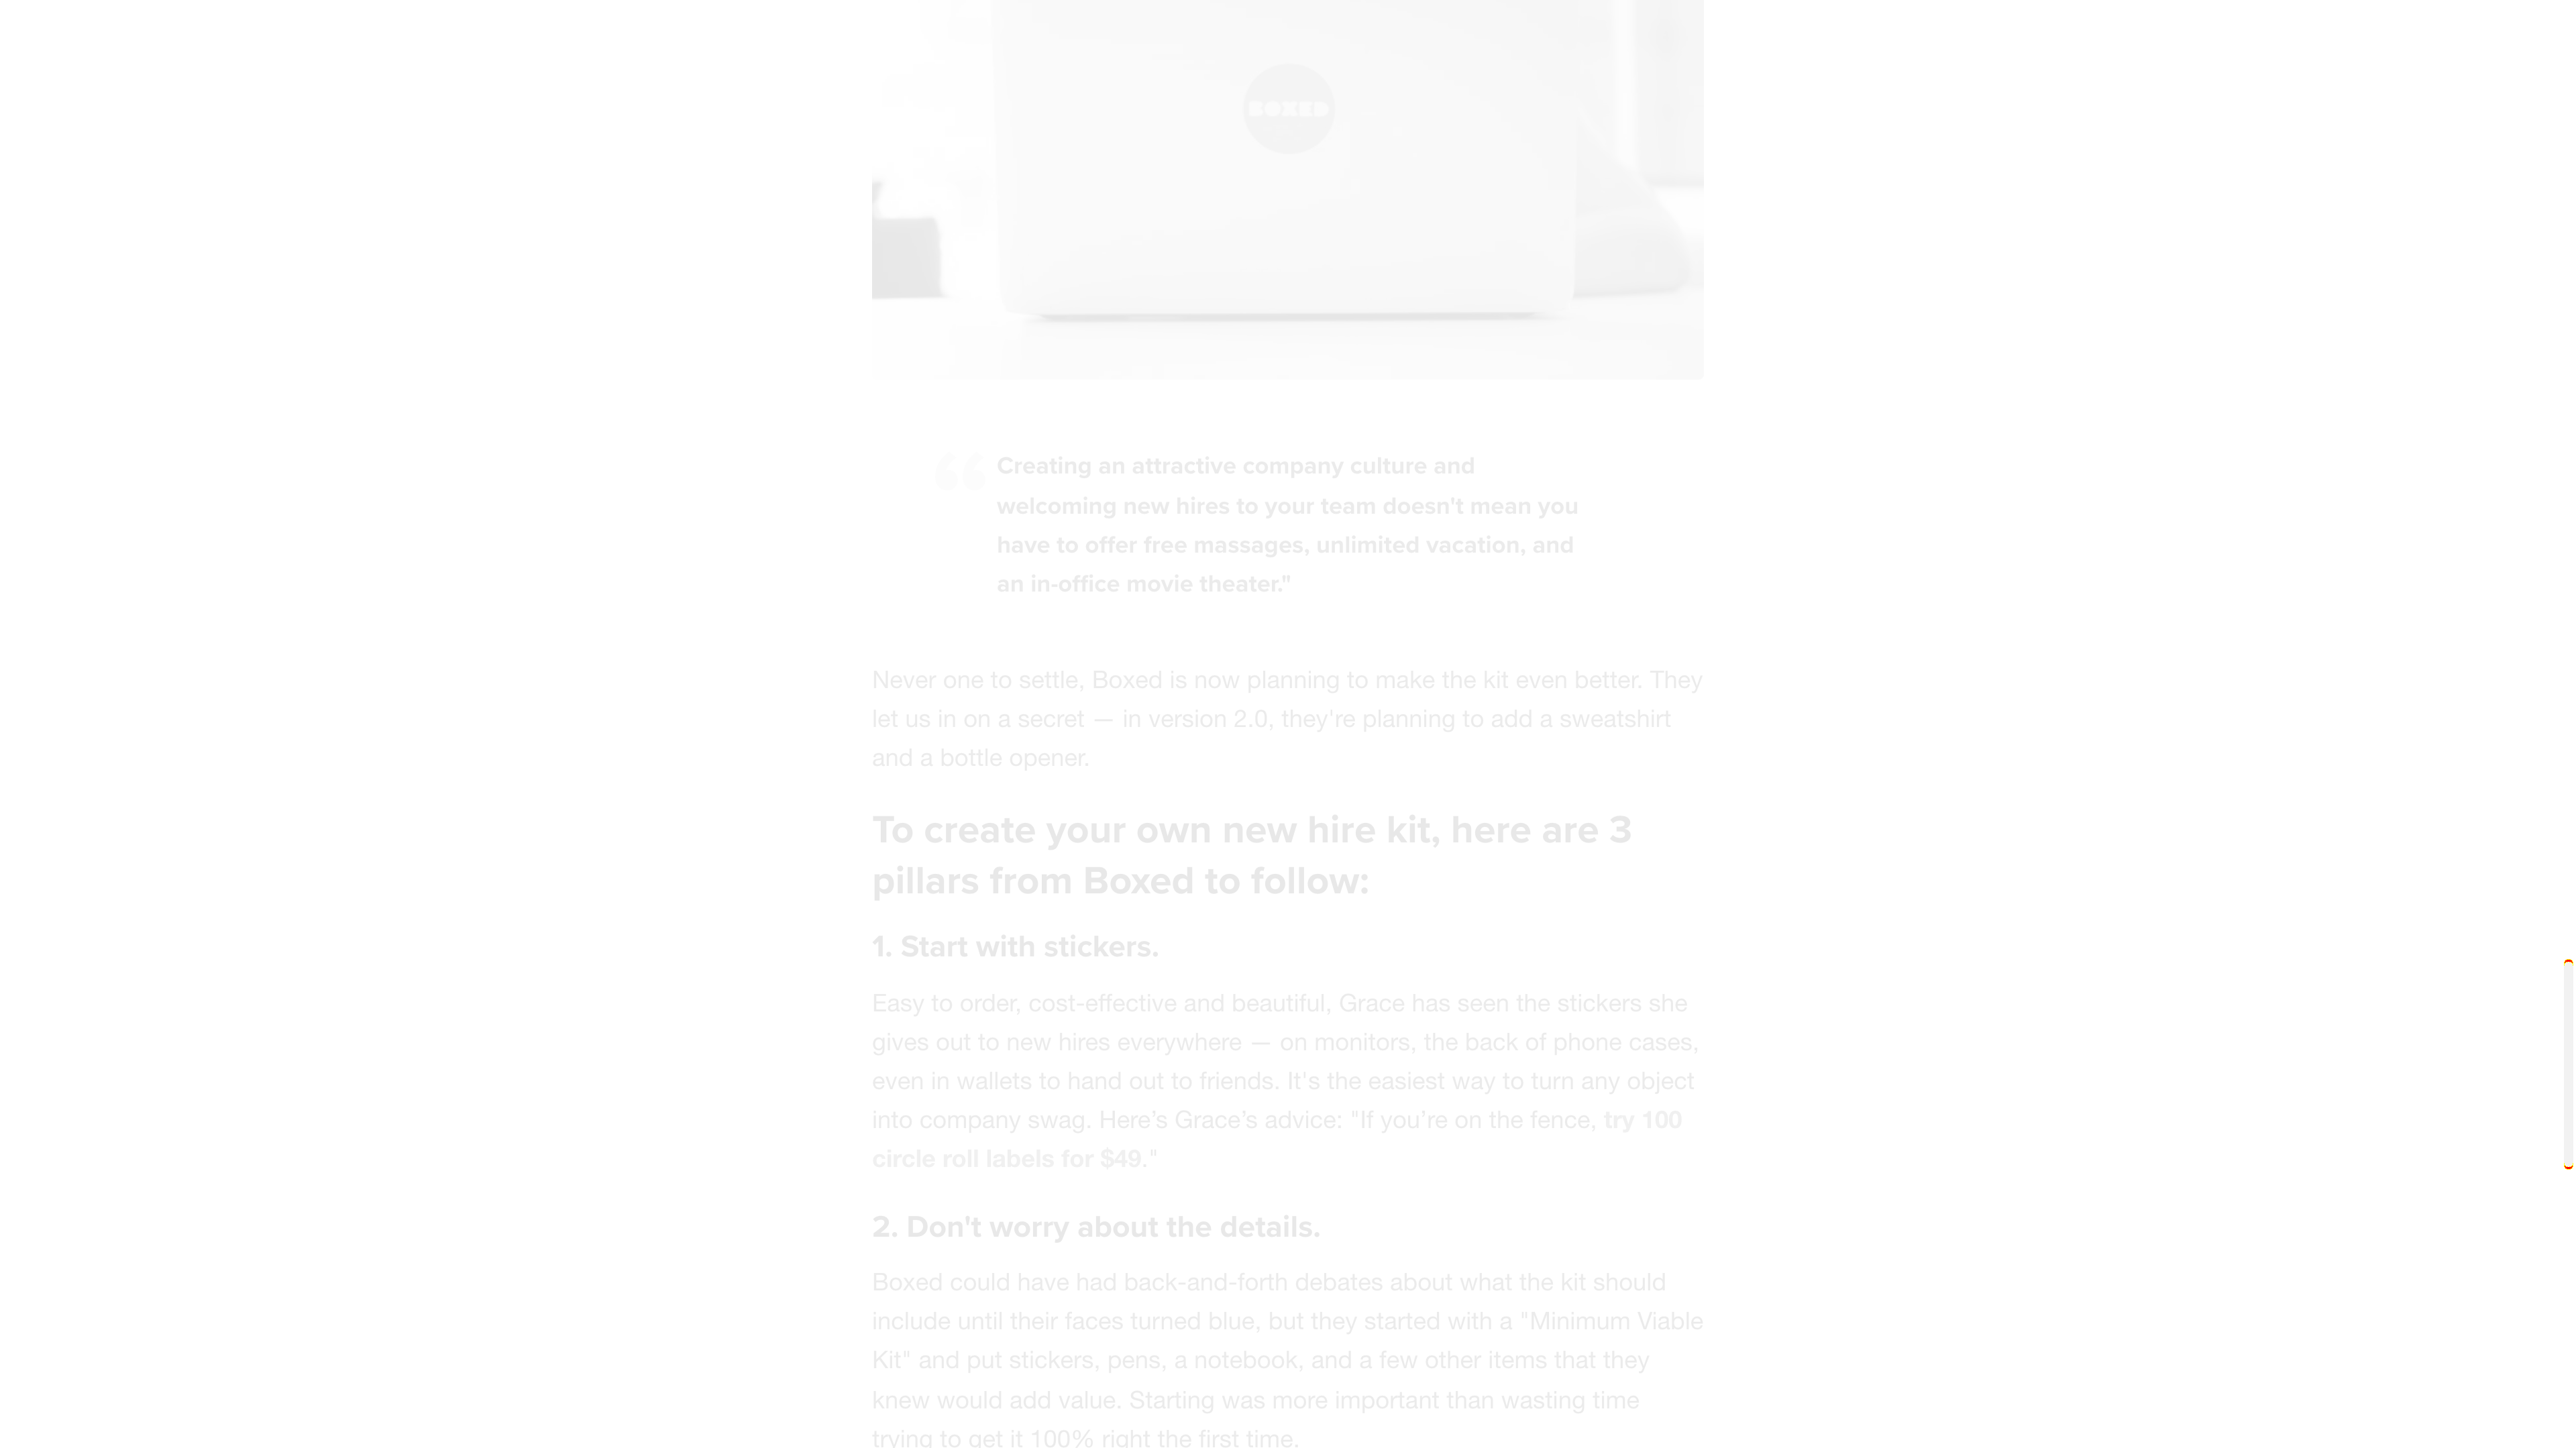 BOXED
Creating an attractive company culture and
welcoming new hires to your team doesn't mean you
have to offer free massages, unlimited vacation, and
an in-office movie theater."
Never one to settle, Boxed is now planning to make the kit even better. They
let us in on a secret — in version 2.0, they're planning to add a sweatshirt
and a bottle opener.
To create your own new hire kit, here are 3
pillars from Boxed to follow:
1. Start with stickers.
Easy to order, cost-effective and beautiful, Grace has seen the stickers she
gives out to new hires everywhere — on monitors, the back of phone cases,
even in wallets to hand out to friends. It's the easiest way to turn any object
into company swag. Here’s Grace’s advice: "If you’re on the fence, try 100
circle roll labels for $49."
2. Don't worry about the details.
Boxed could have had back-and-forth debates about what the kit should
include until their faces turned blue, but they started with a "Minimum Viable
Kit" and put stickers, pens, a notebook, and a few other items that they
knew would add value. Starting was more important than wasting time
trying to get it 100% right the first time.